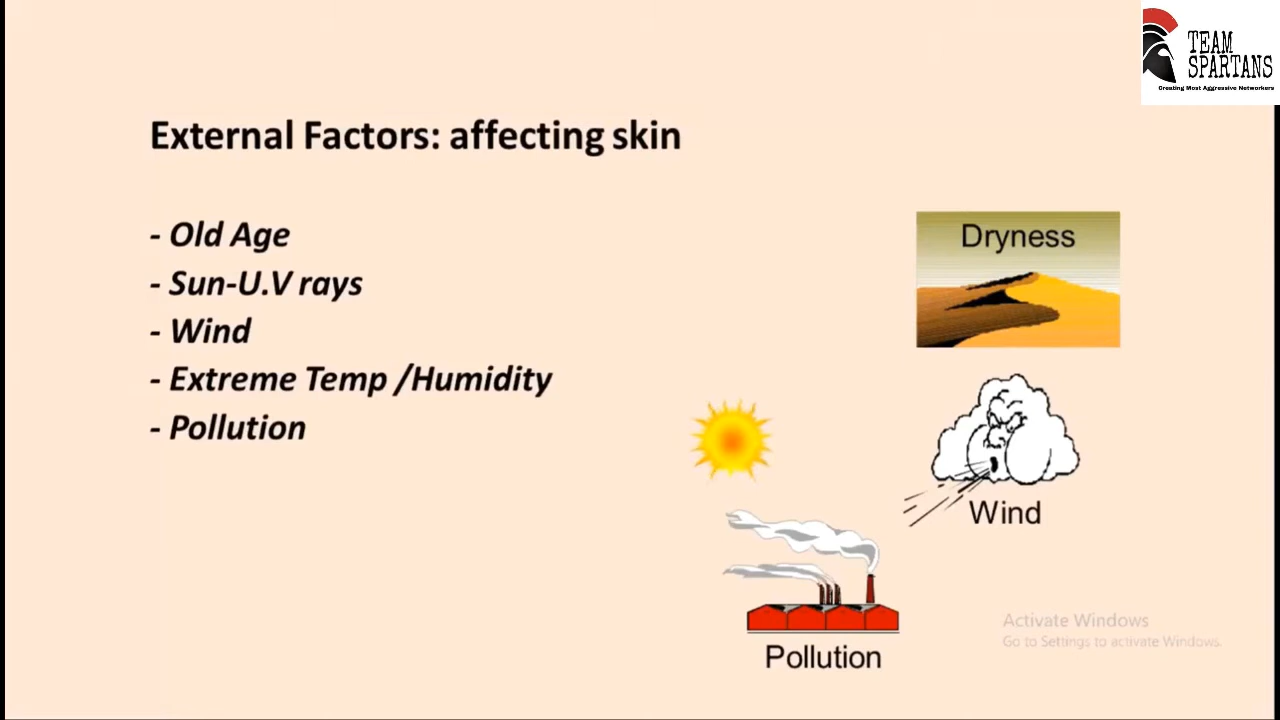 TEAM
SPARTANS
Creating Most Aggressive Networkers
External Factors: affecting skin
- Old Age
- Sun-U.V rays
- Wind
- Extreme Temp /Humidity
- Pollution
Dryness
Wind
Pollution
Activate Windows
Go to Settings to activate Windows.